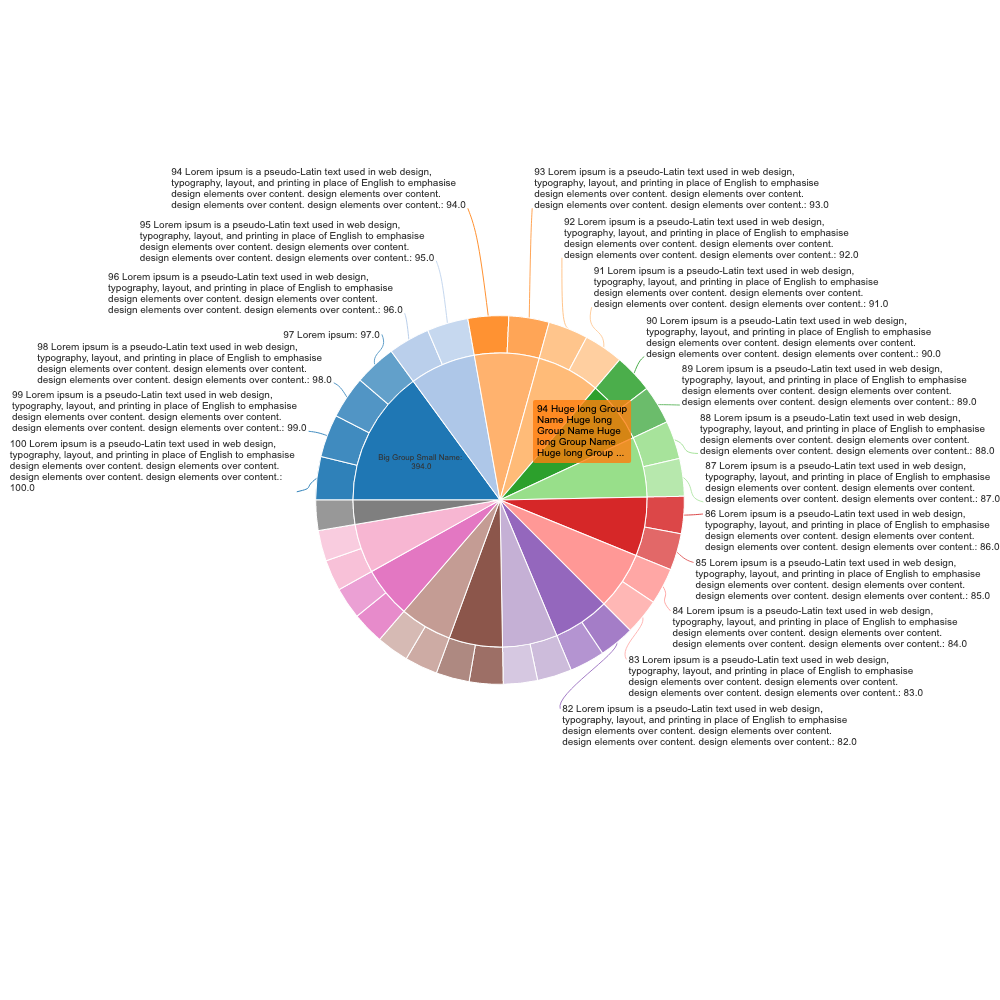 94 Lorem ipsum is a pseudo-Latin text used in web design,
typography, layout, and printing in place of English to emphasise
design elements over content. design elements over content.
design elements over content. design elements over content.: 94.0
93 Lorem ipsum is a pseudo-Latin text used in web design,
typography, layout, and printing in place of English to emphasise
design elements over content. design elements over content.
design elements over content. design elements over content.: 93.0
95 Lorem ipsum is a pseudo-Latin text used in web design,
typography, layout, and printing in place of English to emphasise
design elements over content. design elements over content.
design elements over content. design elements over content.: 95.0
92 Lorem ipsum is a pseudo-Latin text used in web design,
typography, layout, and printing in place of English to emphasise
design elements over content. design elements over content.
design elements over content. design elements over content.: 92.0
96 Lorem ipsum is a pseudo-Latin text used in web design,
typography, layout, and printing in place of English to emphasise
design elements over content. design elements over content.
design elements over content. design elements over content.: 96.0
91 Lorem ipsum is a pseudo-Latin text used in web design,
typography, layout, and printing in place of English to emphasise
design elements over content. design elements over content.
design elements over content. design elements over content.: 91.0
97 Lorem ipsum: 97.0
90 Lorem ipsum is a pseudo-Latin text used in web design,
typography, layout, and printing in place of English to emphasise
design elements over content. design elements over content.
design elements over content. design elements over content.: 90.0
98 Lorem ipsum is a pseudo-Latin text used in web design,
typography, layout, and printing in place of English to emphasise
design elements over content. design elements over content.
design elements over content. design elements over content.: 98.0
89 Lorem ipsum is a pseudo-Latin text used in web design,
typography, layout, and printing in place of English to emphasise
design elements over content. design elements over content.
design elements over content. design elements over content.: 89.0
99 Lorem ipsum is a pseudo-Latin text used in web design,
typography, layout, and printing in place of English to emphasise
design elements over content. design elements over content.
design elements over content. design elements over content.: 99.0
94 Huge long Group
Name Huge long
Group Name Huge
long Group Name
Huge long Group ...
88 Lorem ipsum is a pseudo-Latin text used in web design,
typography, layout, and printing in place of English to emphasise
design elements over content. design elements over content.
design elements over content. design elements over content.: 88.0
100 Lorem ipsum is a pseudo-Latin text used in web design,
typography, layout, and printing in place of English to emphasise
design elements over content. design elements over content.
design elements over content. design elements over content.:
100.0
Big Group Small Name:
394.0
87 Lorem ipsum is a pseudo-Latin text used in web design,
typography, layout, and printing in place of English to emphasise
design elements over content. design elements over content.
design elements over content. design elements over content.: 87.0
86 Lorem ipsum is a pseudo-Latin text used in web design,
typography, layout, and printing in place of English to emphasise
design elements over content. design elements over content.
design elements over content. design elements over content.: 86.0
85 Lorem ipsum is a pseudo-Latin text used in web design,
typography, layout, and printing in place of English to emphasise
design elements over content. design elements over content.
design elements over content. design elements over content.: 85.0
84 Lorem ipsum is a pseudo-Latin text used in web design,
typography, layout, and printing in place of English to emphasise
design elements over content. design elements over content.
design elements over content. design elements over content.: 84.0
83 Lorem ipsum is a pseudo-Latin text used in web design,
typography, layout, and printing in place of English to emphasise
design elements over content. design elements over content.
design elements over content. design elements over content.: 83.0
82 Lorem ipsum is a pseudo-Latin text used in web design,
typography, layout, and printing in place of English to emphasise
design elements over content. design elements over content.
design elements over content. design elements over content.: 82.0